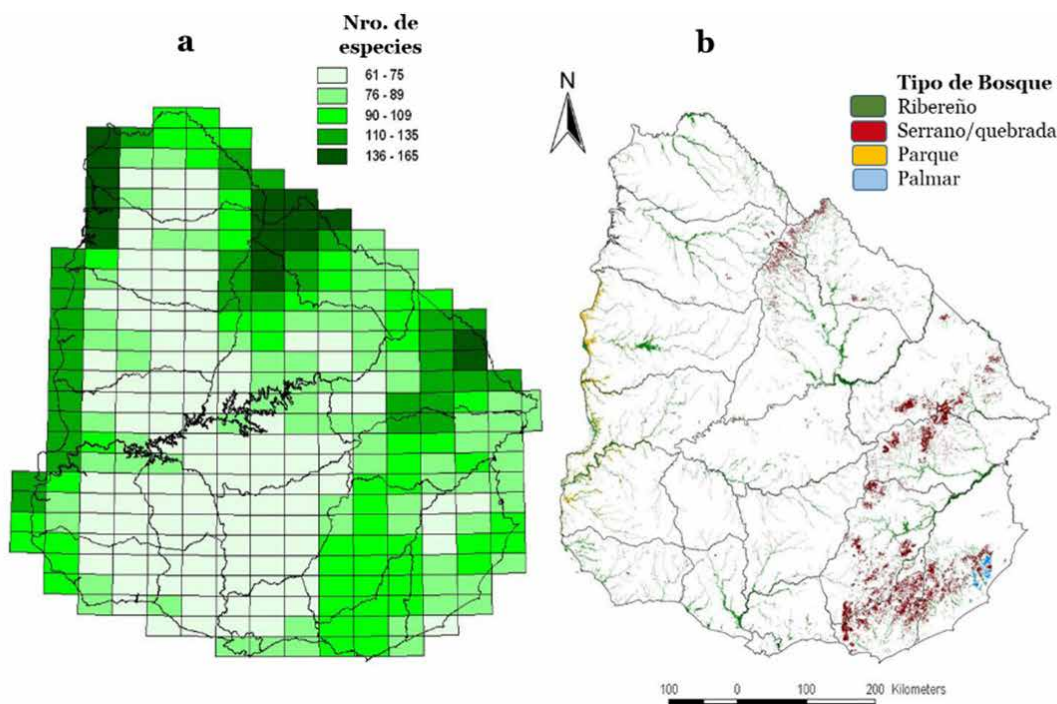 a
Nro. de
especies
61 - 75
76 - 89
90 - 109
110 - 135
136 - 165
b
N
Tipo de Bosque
Ribereño
Serrano/quebrada
Parque
Palmar
100 0 100 200 Kilometers